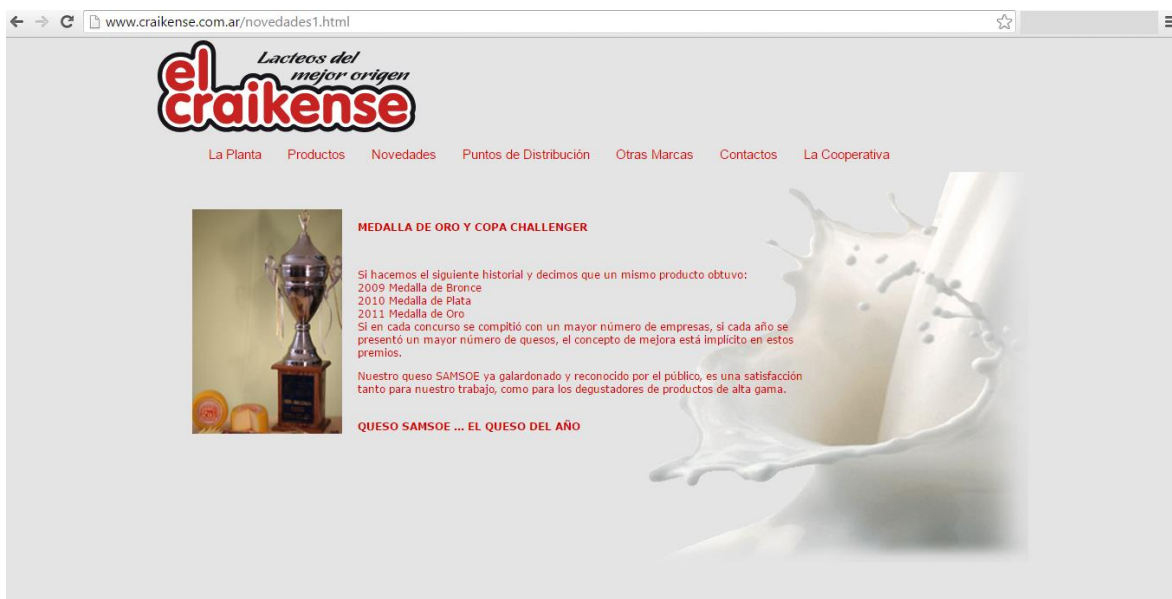 www.craikense.com.ar/novedades1.html
Lacteos del
mejor origen
el
craikense
La Planta Productos Novedades Puntos de Distribución Otras Marcas Contactos La Cooperativa
MEDALLA DE ORO Y COPA CHALLENGER
Si hacemos el siguiente historial y decimos que un mismo producto obtuvo:
2009 Medalla de Bronce
2010 Medalla de Plata
2011 Medalla de Oro
Si en cada concurso se compitió con un mayor número de empresas, si cada año se
presentó un mayor número de quesos, el concepto de mejora está implícito en estos
premios.
Nuestro queso SAMSOE ya galardonado y reconocido por el público, es una satisfacción
tanto para nuestro trabajo, como para los degustadores de productos de alta gama.
QUESO SAMSOE ... EL QUESO DEL AÑO